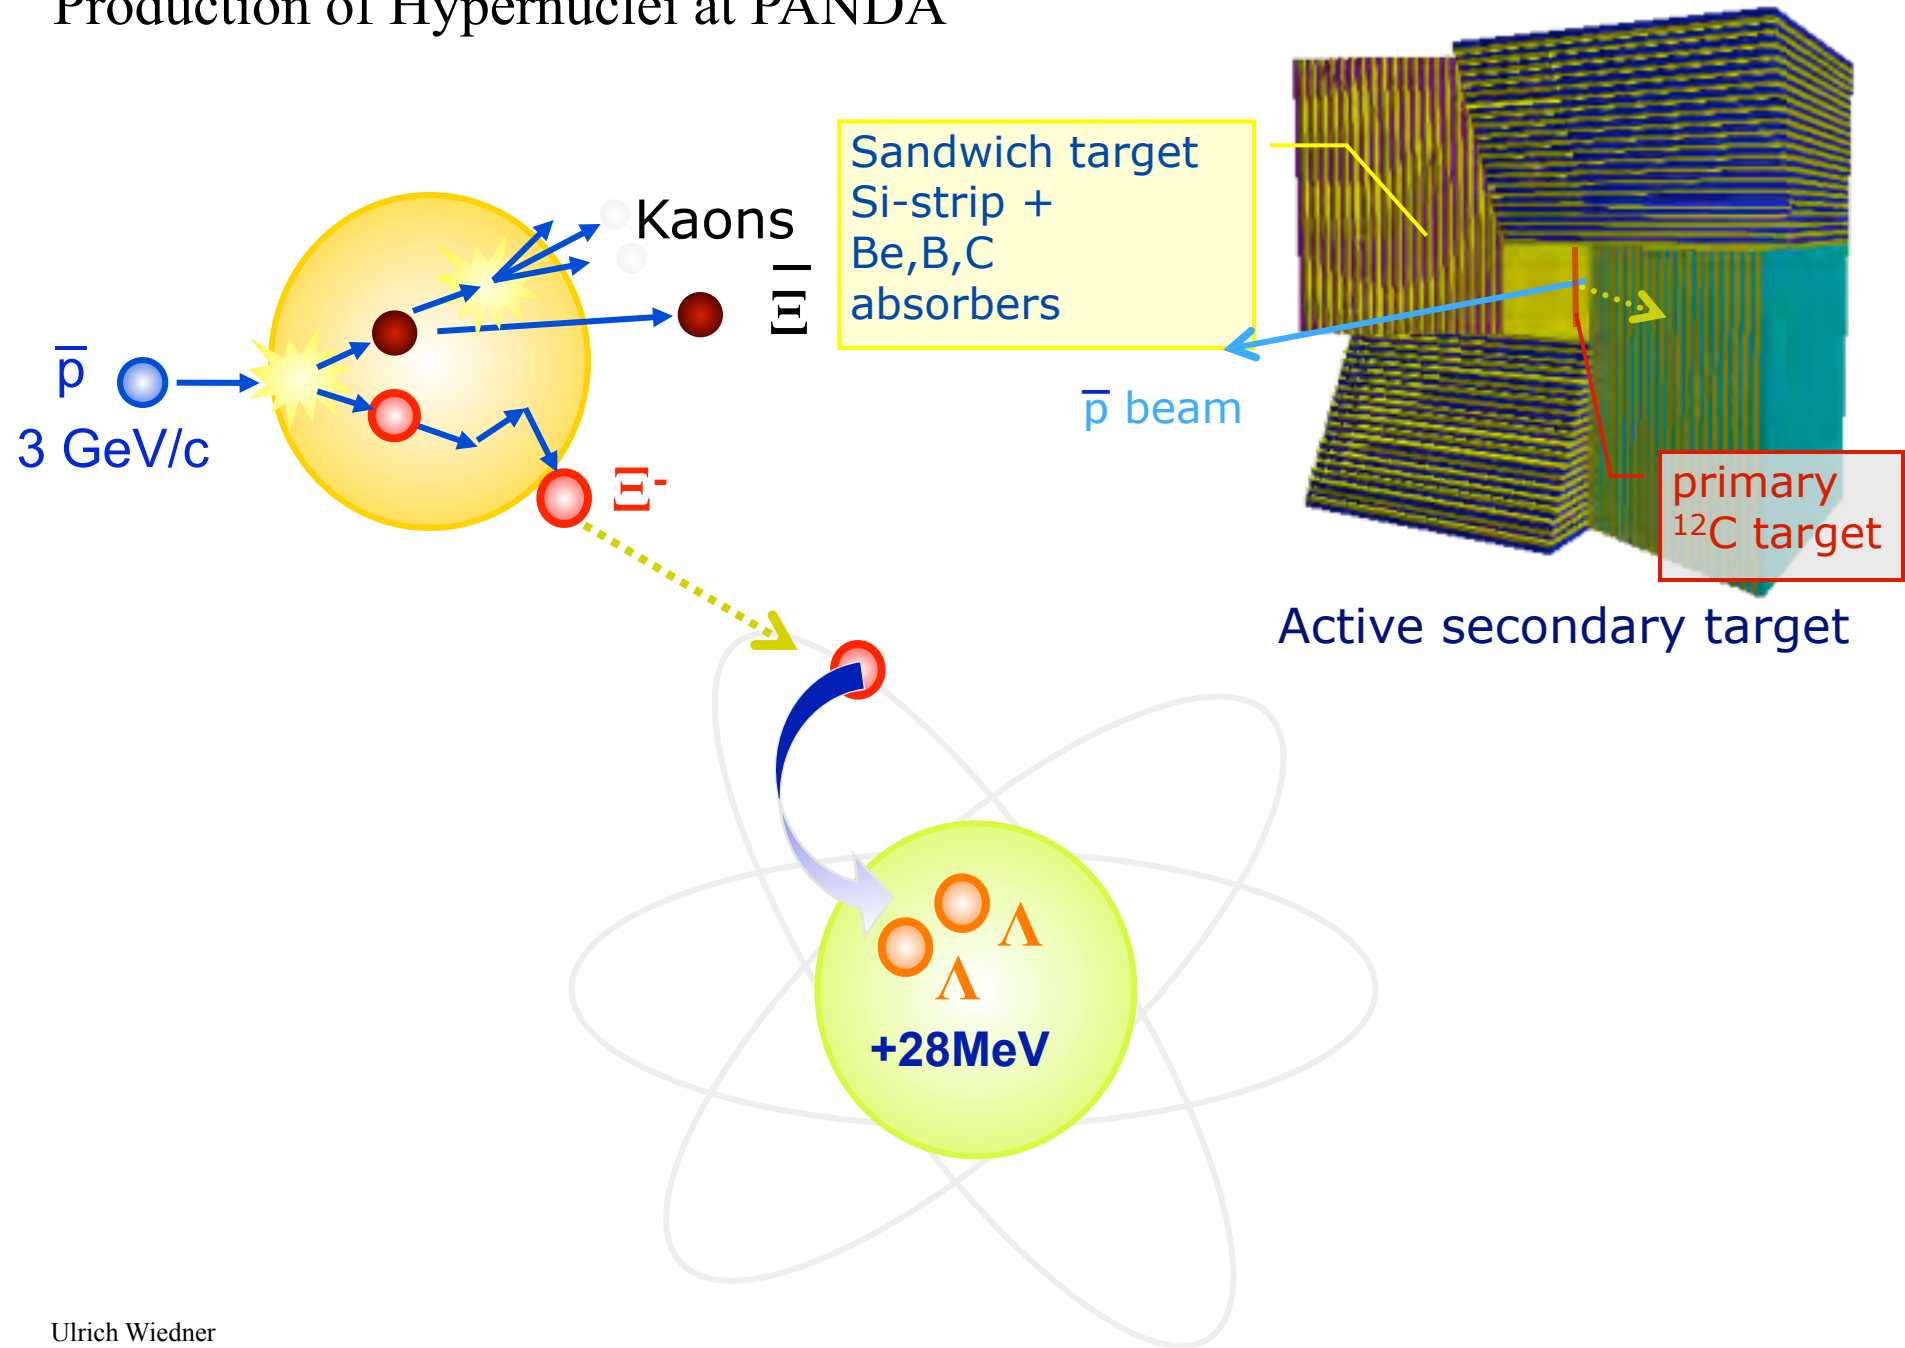 Production of Hypernuclei at PANDA
Sandwich target
Si-strip +
Be,B,C
absorbers
Kaons
Ξ̅
p̅
3 GeV/c
Ξ⁻
p̅ beam
primary
¹²C target
Active secondary target
Λ
Λ
+28MeV
Ulrich Wiedner